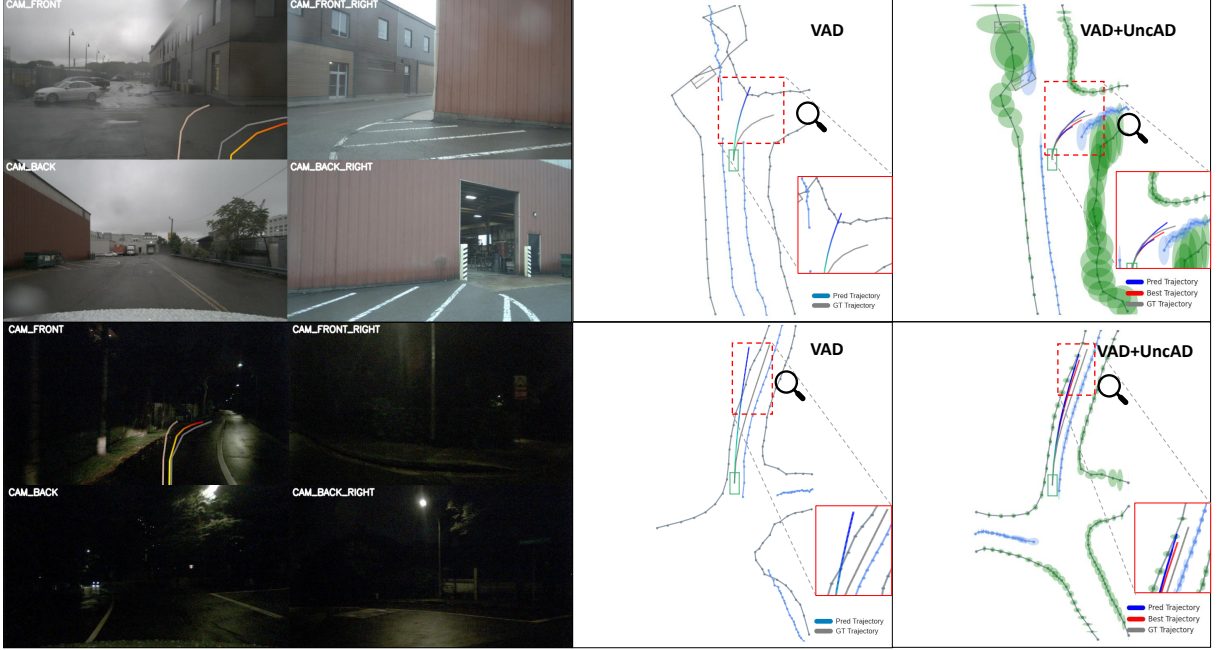 CAM_FRONT
CAM_FRONT_RIGHT
VAD
VAD+UncAD
CAM_BACK
CAM_BACK_RIGHT
Pred Trajectory
GT Trajectory
Pred Trajectory
Best Trajectory
GT Trajectory
CAM_FRONT
CAM_FRONT_RIGHT
VAD
VAD+UncAD
CAM_BACK
CAM_BACK_RIGHT
Pred Trajectory
GT Trajectory
Pred Trajectory
Best Trajectory
GT Trajectory